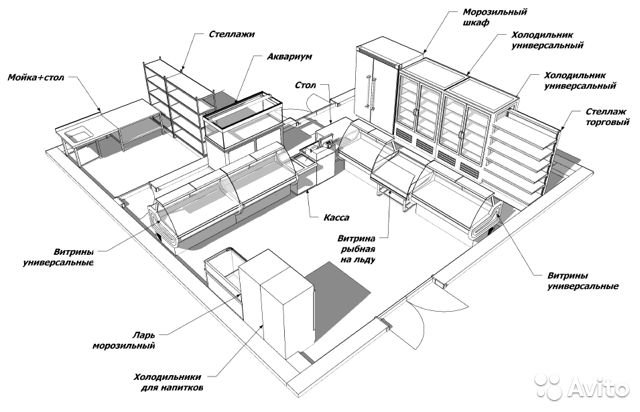 Морозильный
шкаф
Холодильник
универсальный
Стеллажи
Аквариум
Холодильник
универсальный
Мойка+стол
Стол
Стеллаж
торговый
Касса
Витрина
рыбная
на льду
Витрины
универсальные
Витрины
универсальные
Ларь
морозильный
Холодильники
для напитков
Avito